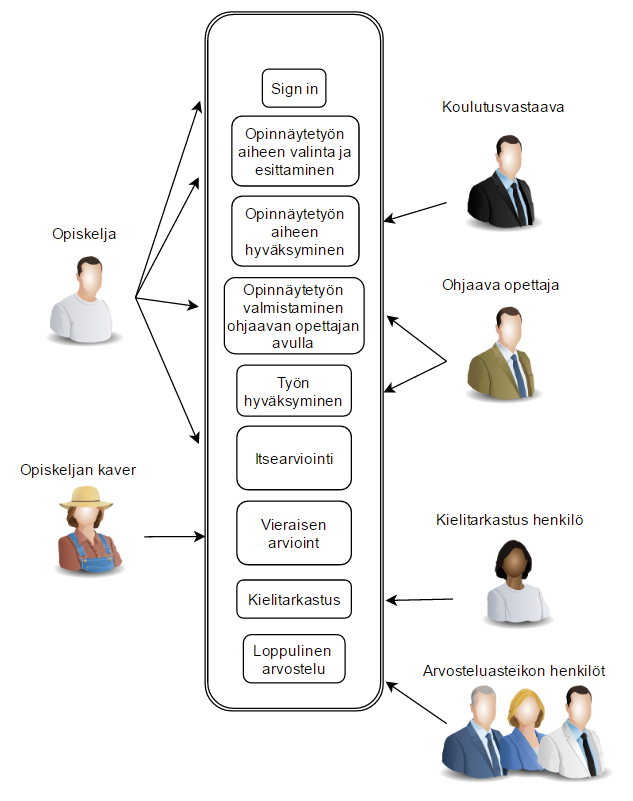 Sign in
Opinnäytetyön
aiheen valinta ja
esittaminen
Opinnäytetyön
aiheen
hyväksyminen
Opinnäytetyön
valmistaminen
ohjaavan opettajan
avulla
Työn
hyväksyminen
Itsearviointi
Vieraisen
arvioint
Kielitarkastus
Loppulinen
arvostelu
Opiskelja
Opiskeljan kaver
Koulutusvastaava
Ohjaava opettaja
Kielitarkastus henkilö
Arvosteluasteikon henkilöt